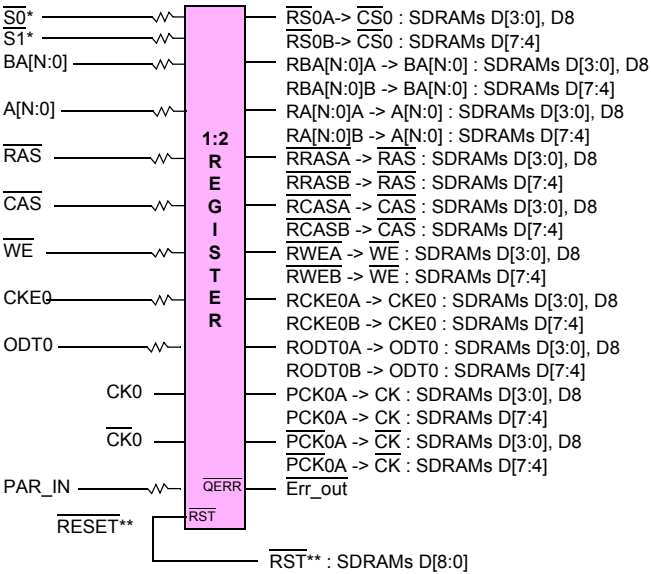 S0*
S1*
BA[N:0]
A[N:0]
RAS
CAS
WE
CKE0
ODT0
CK0
CK0
PAR_IN
RESET**
1:2
R
E
G
I
S
T
E
R
QERR
RST
RS0A-> CS0 : SDRAMs D[3:0], D8
RS0B-> CS0 : SDRAMs D[7:4]
RBA[N:0]A -> BA[N:0] : SDRAMs D[3:0], D8
RBA[N:0]B -> BA[N:0] : SDRAMs D[7:4]
RA[N:0]A -> A[N:0] : SDRAMs D[3:0], D8
RA[N:0]B -> A[N:0] : SDRAMs D[7:4]
RRASA -> RAS : SDRAMs D[3:0], D8
RRASB -> RAS : SDRAMs D[7:4]
RCASA -> CAS : SDRAMs D[3:0], D8
RCASB -> CAS : SDRAMs D[7:4]
RWEA -> WE : SDRAMs D[3:0], D8
RWEB -> WE : SDRAMs D[7:4]
RCKE0A -> CKE0 : SDRAMs D[3:0], D8
RCKE0B -> CKE0 : SDRAMs D[7:4]
RODT0A -> ODT0 : SDRAMs D[3:0], D8
RODT0B -> ODT0 : SDRAMs D[7:4]
PCK0A -> CK : SDRAMs D[3:0], D8
PCK0A -> CK : SDRAMs D[7:4]
PCK0A -> CK : SDRAMs D[3:0], D8
PCK0A -> CK : SDRAMs D[7:4]
Err_out
RST** : SDRAMs D[8:0]